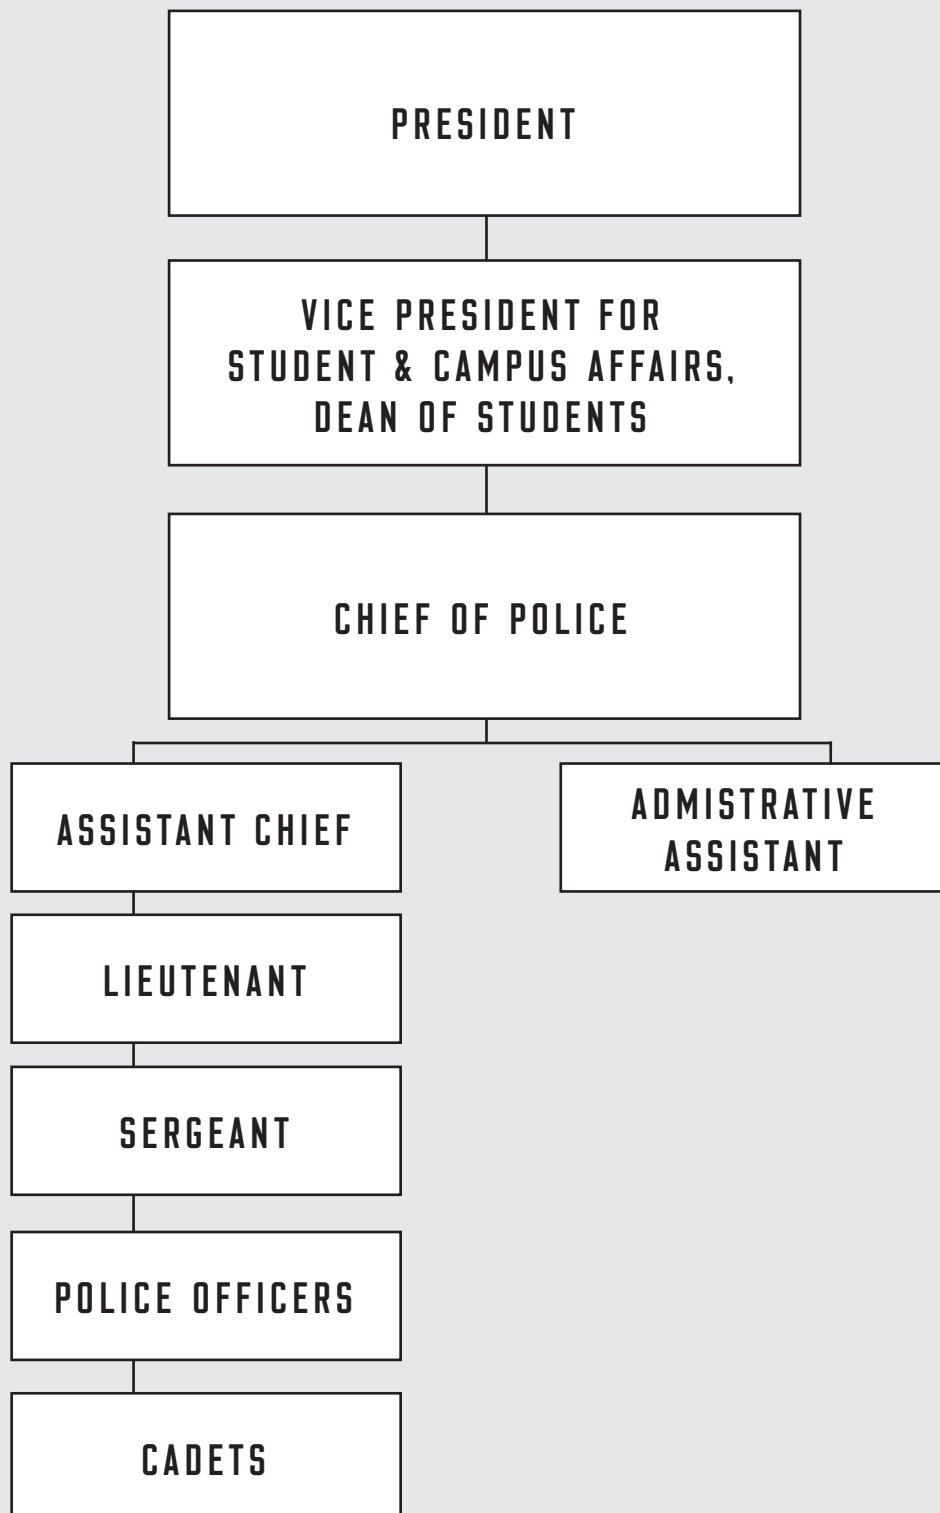 PRESIDENT
VICE PRESIDENT FOR
STUDENT & CAMPUS AFFAIRS,
DEAN OF STUDENTS
CHIEF OF POLICE
ASSISTANT CHIEF
ADMISTRATIVE
ASSISTANT
LIEUTENANT
SERGEANT
POLICE OFFICERS
CADETS